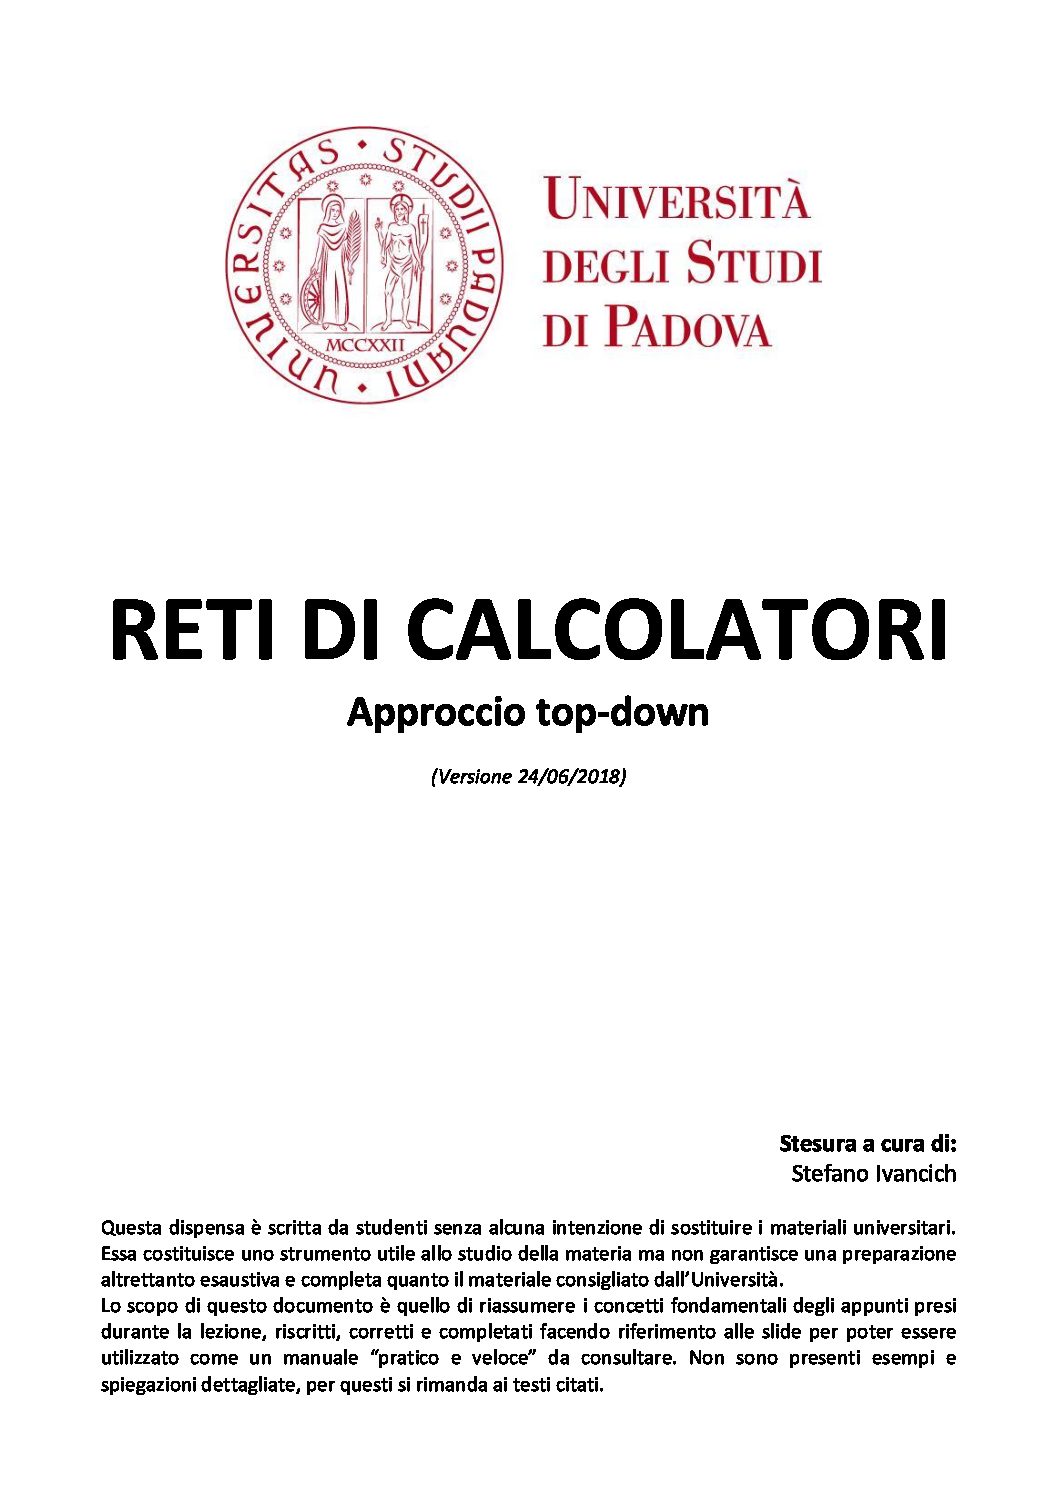 UNIVERSITAS • STUDII PADUANI •
MCCXXII
UNIVERSITÀ
DEGLI STUDI
DI PADOVA
RETI DI CALCOLATORI
Approccio top-down
(Versione 24/06/2018)
Stesura a cura di:
Stefano Ivancich
Questa dispensa è scritta da studenti senza alcuna intenzione di sostituire i materiali universitari.
Essa costituisce uno strumento utile allo studio della materia ma non garantisce una preparazione
altrettanto esaustiva e completa quanto il materiale consigliato dall’Università.
Lo scopo di questo documento è quello di riassumere i concetti fondamentali degli appunti presi
durante la lezione, riscritti, corretti e completati facendo riferimento alle slide per poter essere
utilizzato come un manuale “pratico e veloce” da consultare. Non sono presenti esempi e
spiegazioni dettagliate, per questi si rimanda ai testi citati.